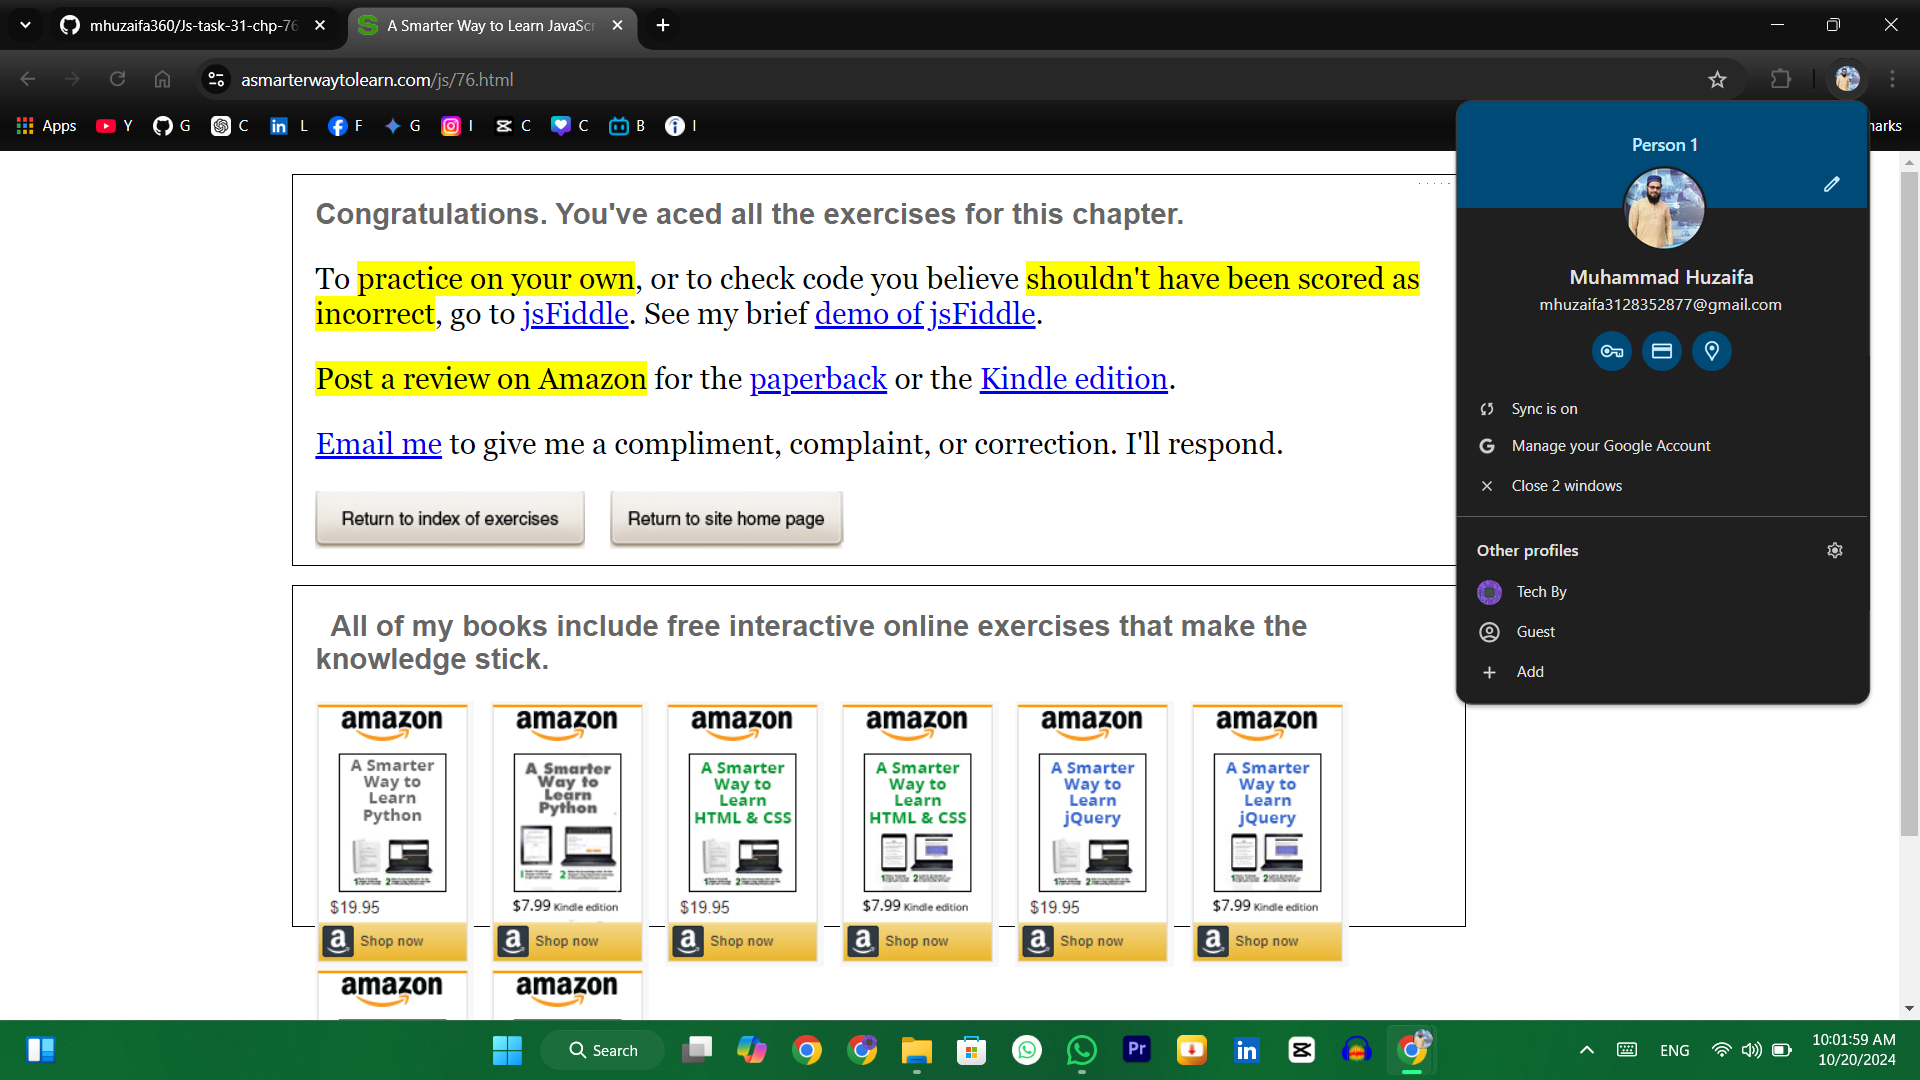 mhuzaifa360/Js-task-31-chp-76
A Smarter Way to Learn JavaScr
asmarterwaytolearn.com/js/76.html
Apps
Y
G
C
L
F
G
I
C
C
B
I
Person 1
Muhammad Huzaifa
mhuzaifa3128352877@gmail.com
Sync is on
Manage your Google Account
Close 2 windows
Other profiles
Tech By
Guest
Add
Congratulations. You've aced all the exercises for this chapter.
To practice on your own, or to check code you believe shouldn't have been scored as
incorrect, go to jsFiddle. See my brief demo of jsFiddle.
Post a review on Amazon for the paperback or the Kindle edition.
Email me to give me a compliment, complaint, or correction. I'll respond.
Return to index of exercises
Return to site home page
All of my books include free interactive online exercises that make the
knowledge stick.
amazon
A Smarter
Way to
Learn
Python
$19.95
Shop now
amazon
A Smarter
Way to
Learn
Python
$7.99 Kindle edition
Shop now
amazon
A Smarter
Way to
Learn
HTML & CSS
$19.95
Shop now
amazon
A Smarter
Way to
Learn
HTML & CSS
$7.99 Kindle edition
Shop now
amazon
A Smarter
Way to
Learn
jQuery
$19.95
Shop now
amazon
A Smarter
Way to
Learn
jQuery
$7.99 Kindle edition
Shop now
amazon
amazon
Search
Pr
ENG
10:01:59 AM
10/20/2024